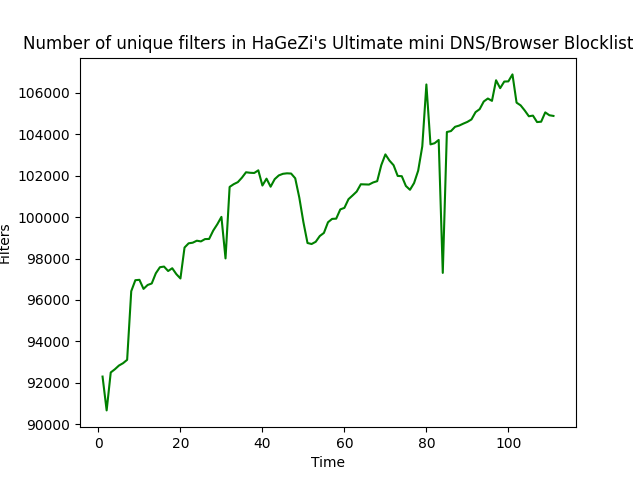 Number of unique filters in HaGeZi's Ultimate mini DNS/Browser Blocklist
106000
104000
102000
100000
98000
96000
94000
92000
90000
Filters
0 20 40 60 80 100
Time